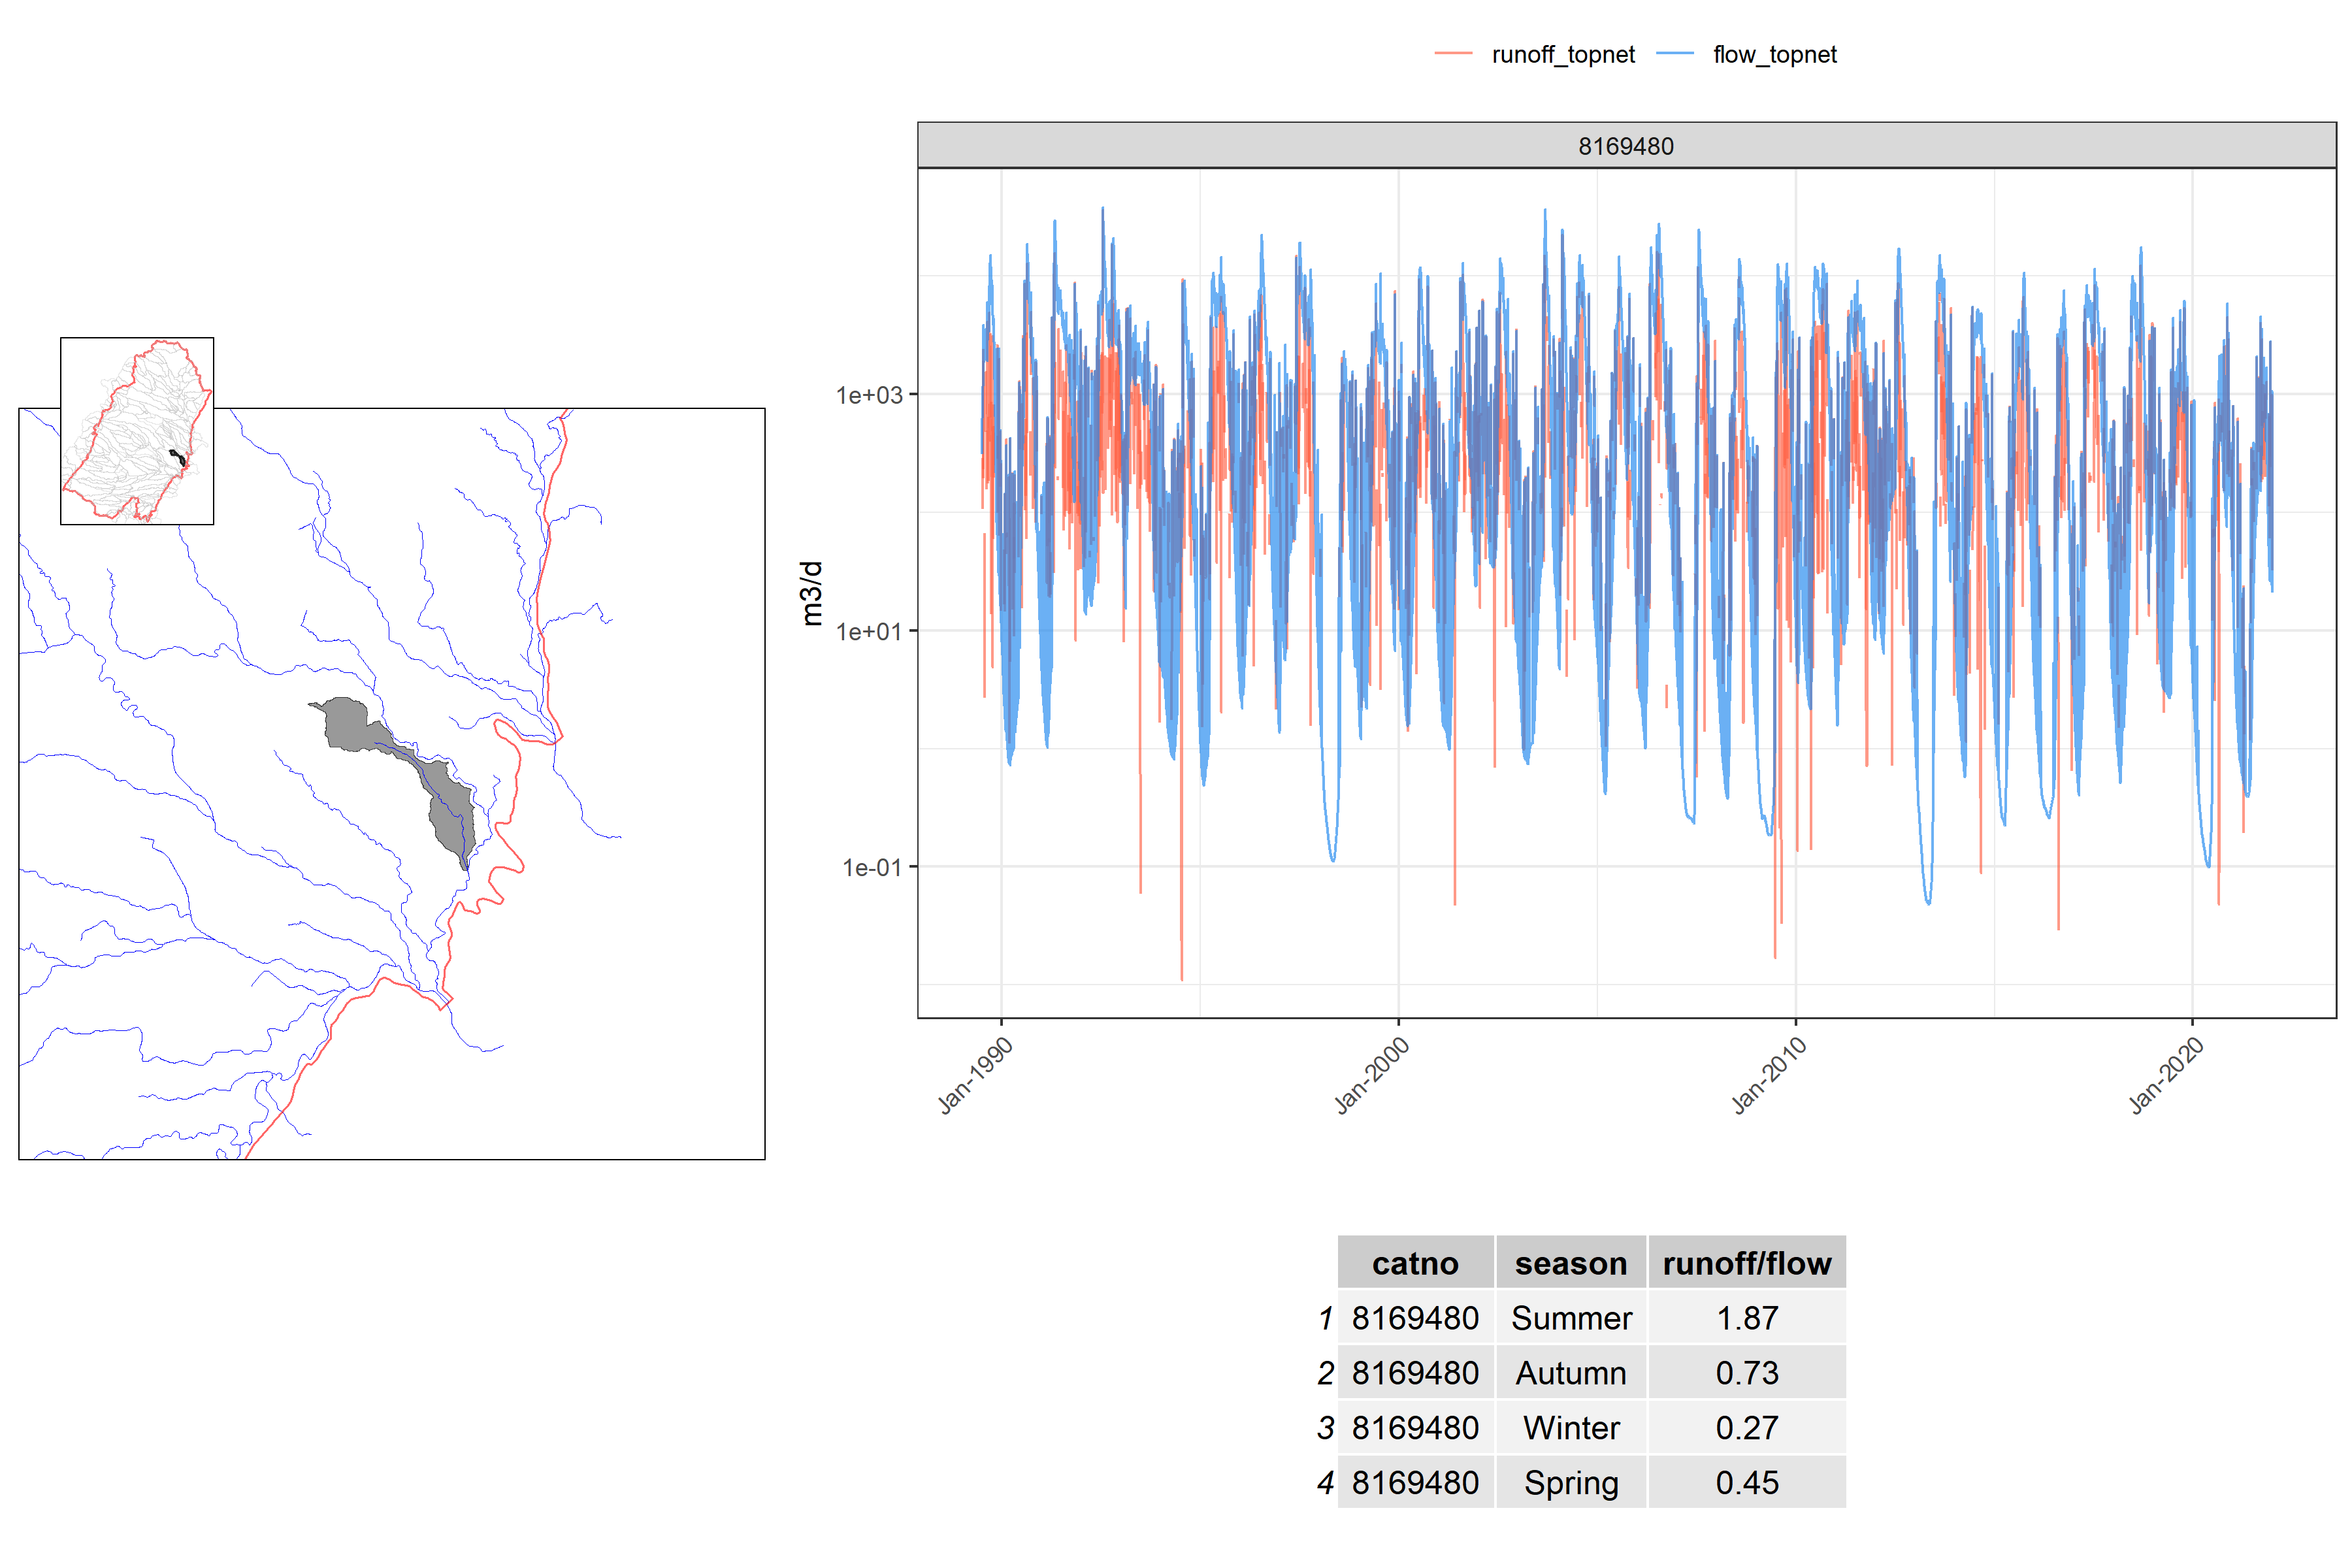 runoff_topnet flow_topnet
8169480
m3/d
1e+03
1e+01
1e-01
Jan-1990 Jan-2000 Jan-2010 Jan-2020
catno season runoff/flow
1 8169480 Summer 1.87
2 8169480 Autumn 0.73
3 8169480 Winter 0.27
4 8169480 Spring 0.45